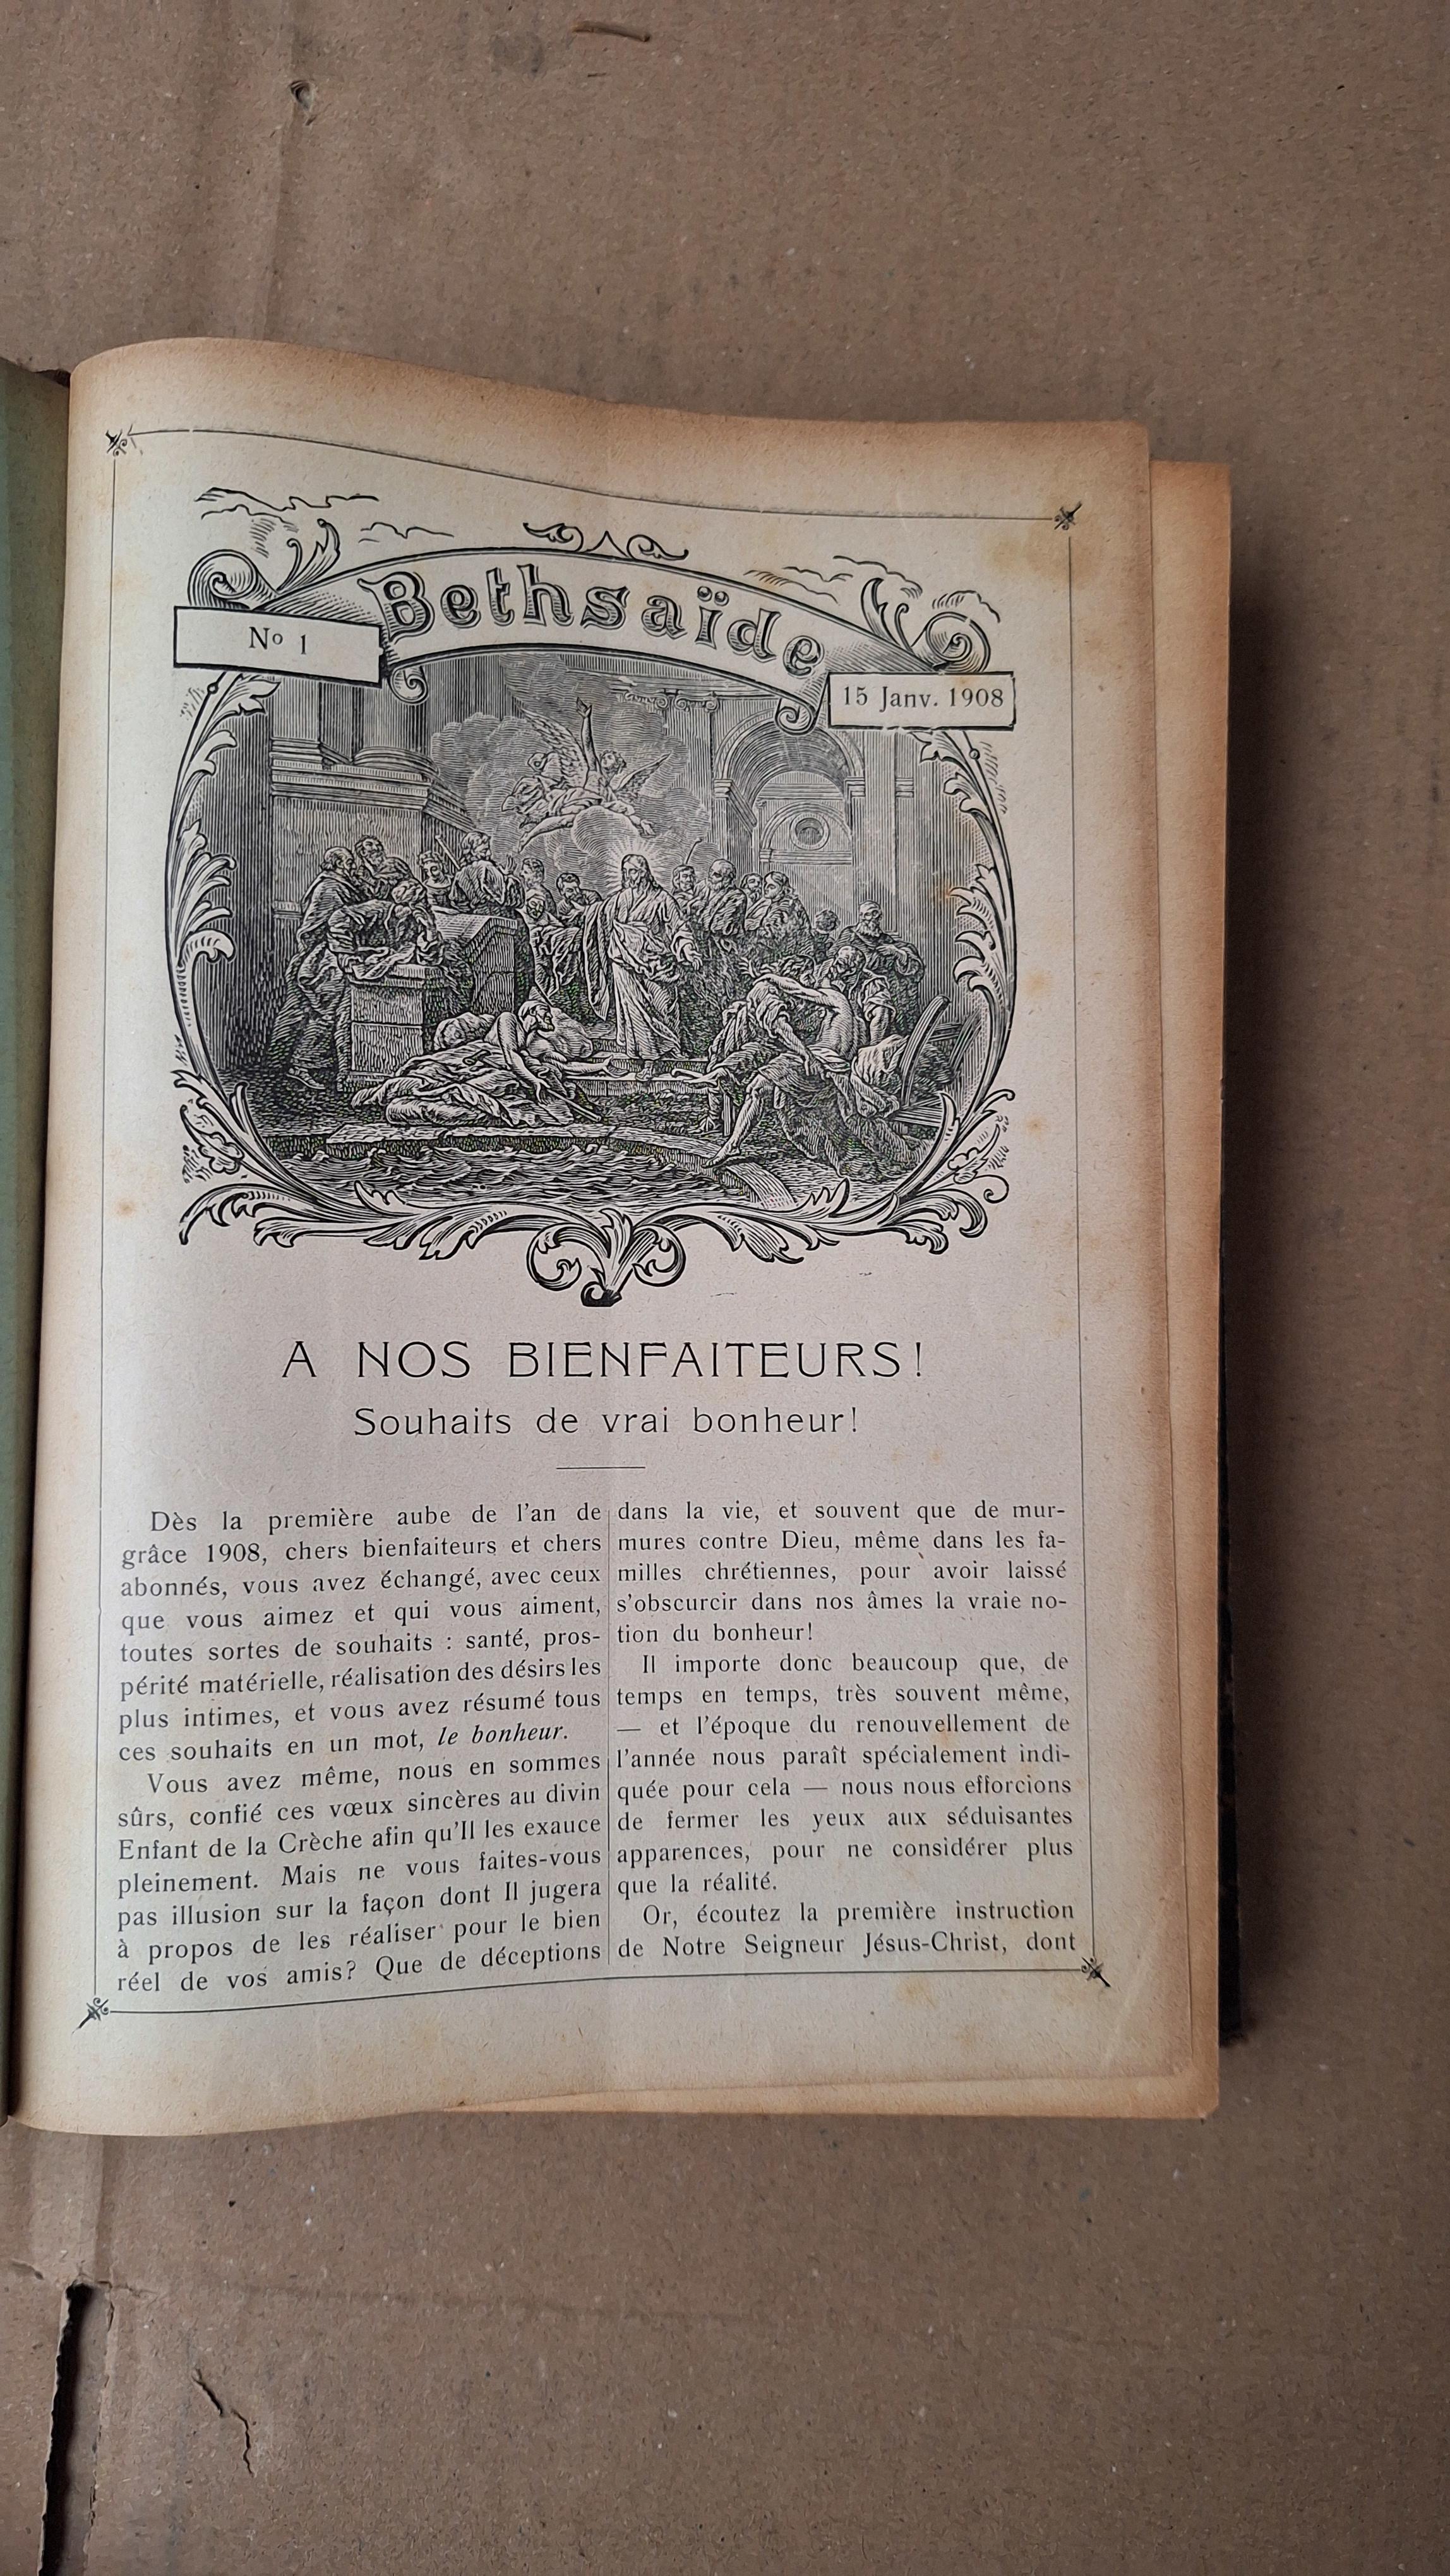 Bethsaïde
No 1
15 Janv. 1908
A NOS BIENFAITEURS!
Souhaits de vrai bonheur!
Dès la première aube de l'an de
grâce 1908, chers bienfaiteurs et chers
abonnés, vous avez échangé, avec ceux
que vous aimez et qui vous aiment,
toutes sortes de souhaits : santé, pros-
périté matérielle, réalisation des désirs les
plus intimes, et vous avez résumé tous
ces souhaits en un mot, le bonheur.
Vous avez même, nous en sommes
sûrs, confié ces vœux sincères au divin
Enfant de la Crèche afin qu'Il les exauce
pleinement. Mais ne vous faites-vous
pas illusion sur la façon dont Il jugera
à propos de les réaliser pour le bien
réel de vos amis? Que de déceptions
dans la vie, et souvent que de mur-
mures contre Dieu, même dans les fa-
milles chrétiennes, pour avoir laissé
s'obscurcir dans nos âmes la vraie no-
tion du bonheur!
Il importe donc beaucoup que, de
temps en temps, très souvent même,
— et l'époque du renouvellement de
l'année nous paraît spécialement indi-
quée pour cela — nous nous efforcions
de fermer les yeux aux séduisantes
apparences, pour ne considérer plus
que la réalité.
Or, écoutez la première instruction
de Notre Seigneur Jésus-Christ, dont